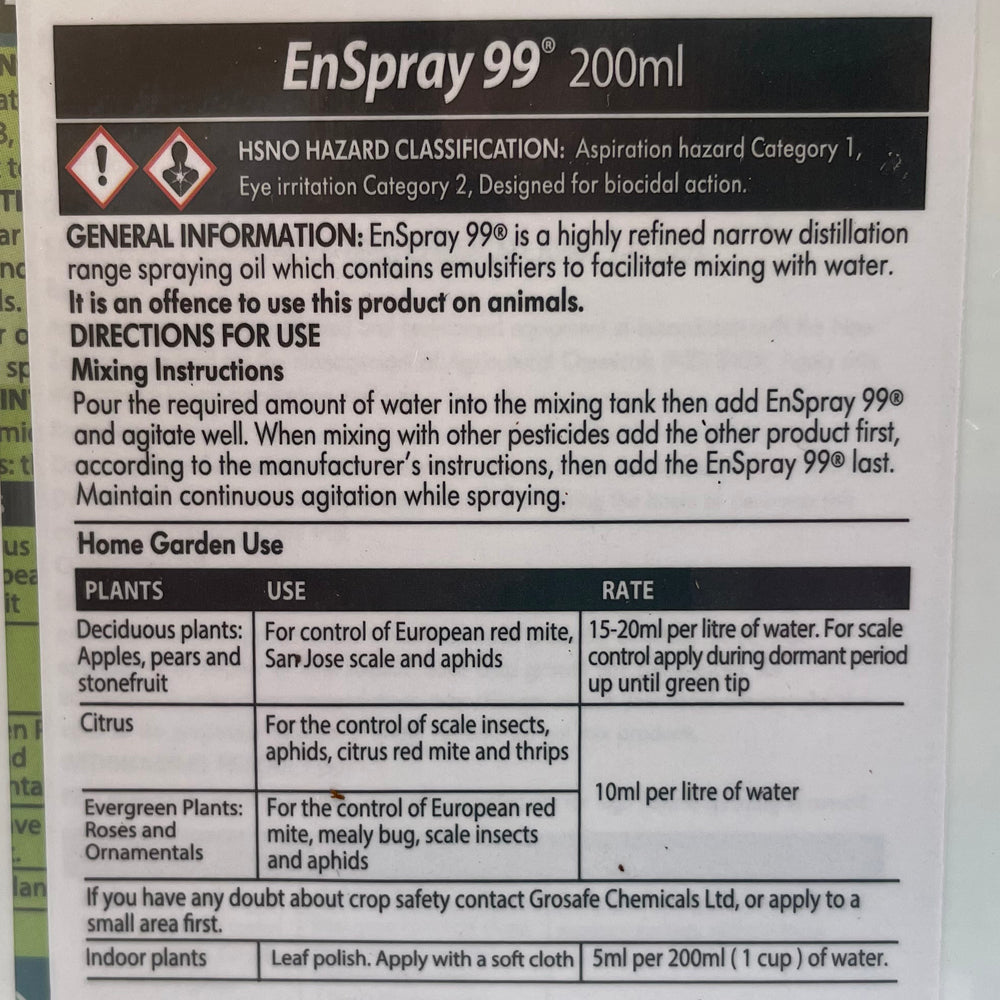 EnSpray 99® 200ml
HSNO HAZARD CLASSIFICATION: Aspiration hazard Category 1,
Eye irritation Category 2, Designed for biocidal action.
GENERAL INFORMATION: EnSpray 99® is a highly refined narrow distillation
range spraying oil which contains emulsifiers to facilitate mixing with water.
It is an offence to use this product on animals.
DIRECTIONS FOR USE
Mixing Instructions
Pour the required amount of water into the mixing tank then add EnSpray 99®
and agitate well. When mixing with other pesticides add the other product first,
according to the manufacturer's instructions, then add the EnSpray 99® last.
Maintain continuous agitation while spraying.
Home Garden Use
PLANTS USE RATE
Deciduous plants: For control of European red mite, 15-20ml per litre of water. For scale
Apples, pears and San Jose scale and aphids control apply during dormant period
stonefruit up until green tip
Citrus For the control of scale insects,
aphids, citrus red mite and thrips
10ml per litre of water
Evergreen Plants: For the control of European red
Roses and mite, mealy bug, scale insects
Ornamentals and aphids
If you have any doubt about crop safety contact Grosafe Chemicals Ltd, or apply to a
small area first.
Indoor plants Leaf polish. Apply with a soft cloth 5ml per 200ml ( 1 cup ) of water.